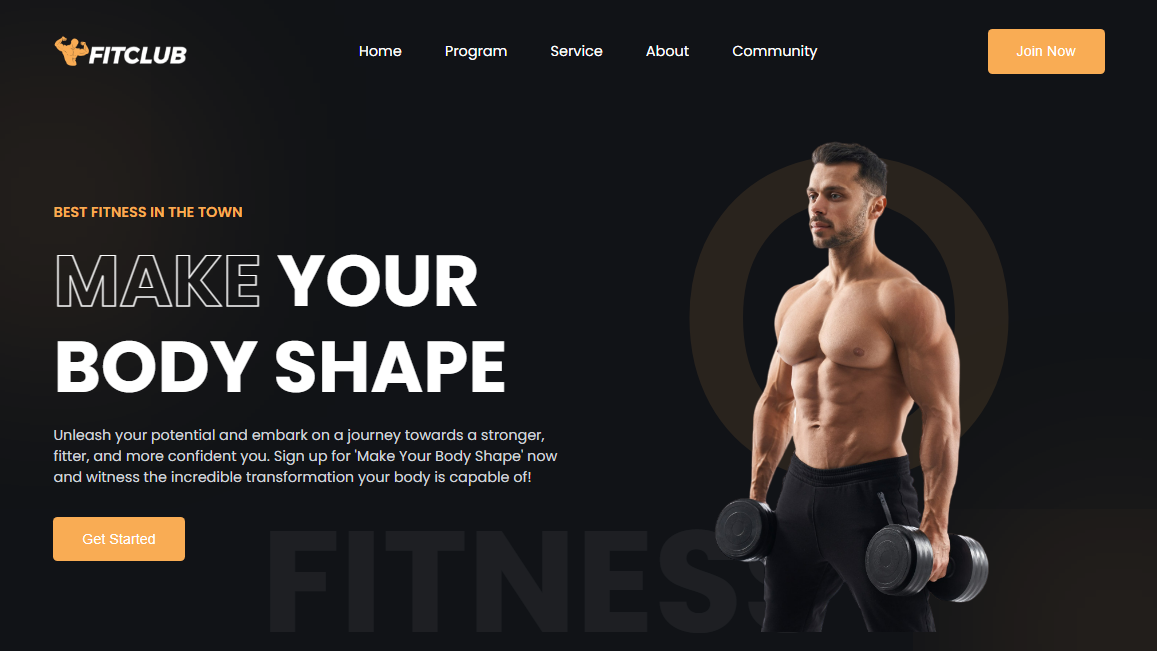 FITCLUB
Home
Program
Service
About
Community
Join Now
BEST FITNESS IN THE TOWN
MAKE YOUR
BODY SHAPE
Unleash your potential and embark on a journey towards a stronger,
fitter, and more confident you. Sign up for 'Make Your Body Shape' now
and witness the incredible transformation your body is capable of!
Get Started
FITNESS